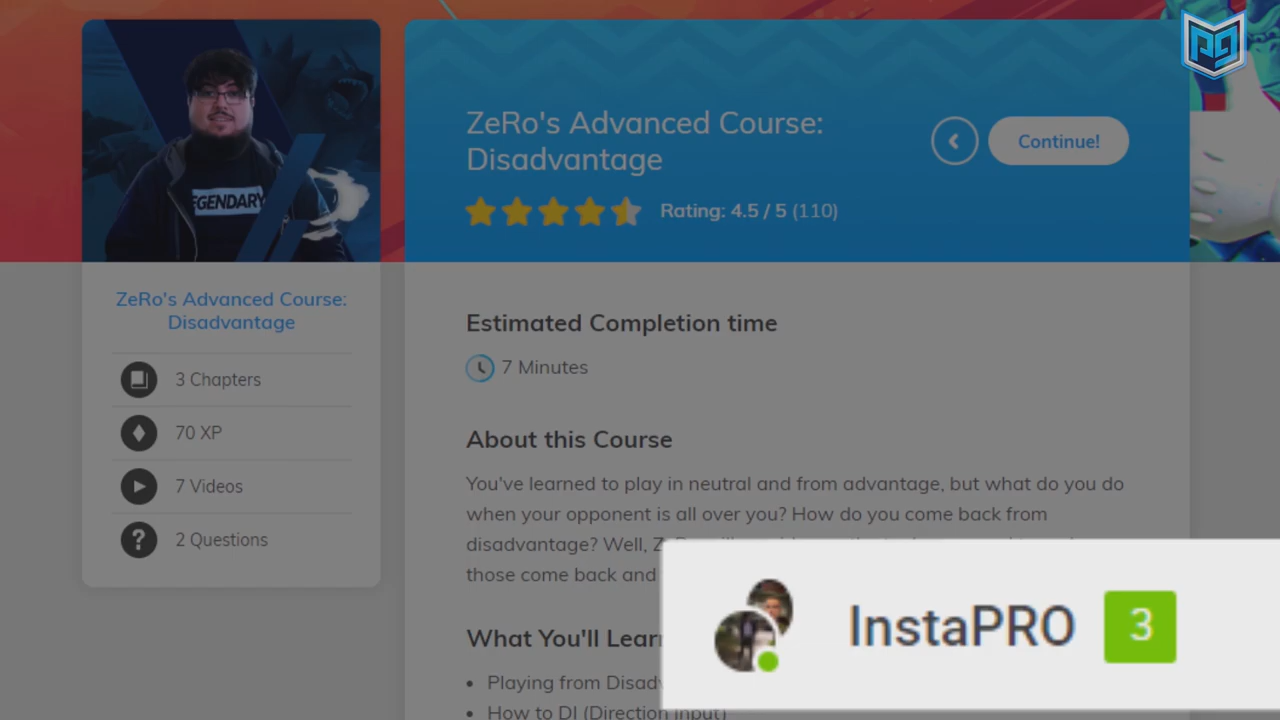 PG
EGENDARY
ZeRo's Advanced Course:
Disadvantage
Continue!
Rating: 4.5 / 5 (110)
ZeRo's Advanced Course:
Disadvantage
3 Chapters
70 XP
7 Videos
2 Questions
Estimated Completion time
7 Minutes
About this Course
You've learned to play in neutral and from advantage, but what do you do
when your opponent is all over you? How do you come back from
disadvantage? Well,
those come back and
What You'll Lear
• Playing from Disadv
• How to DI (Direction Input)
InstaPRO 3